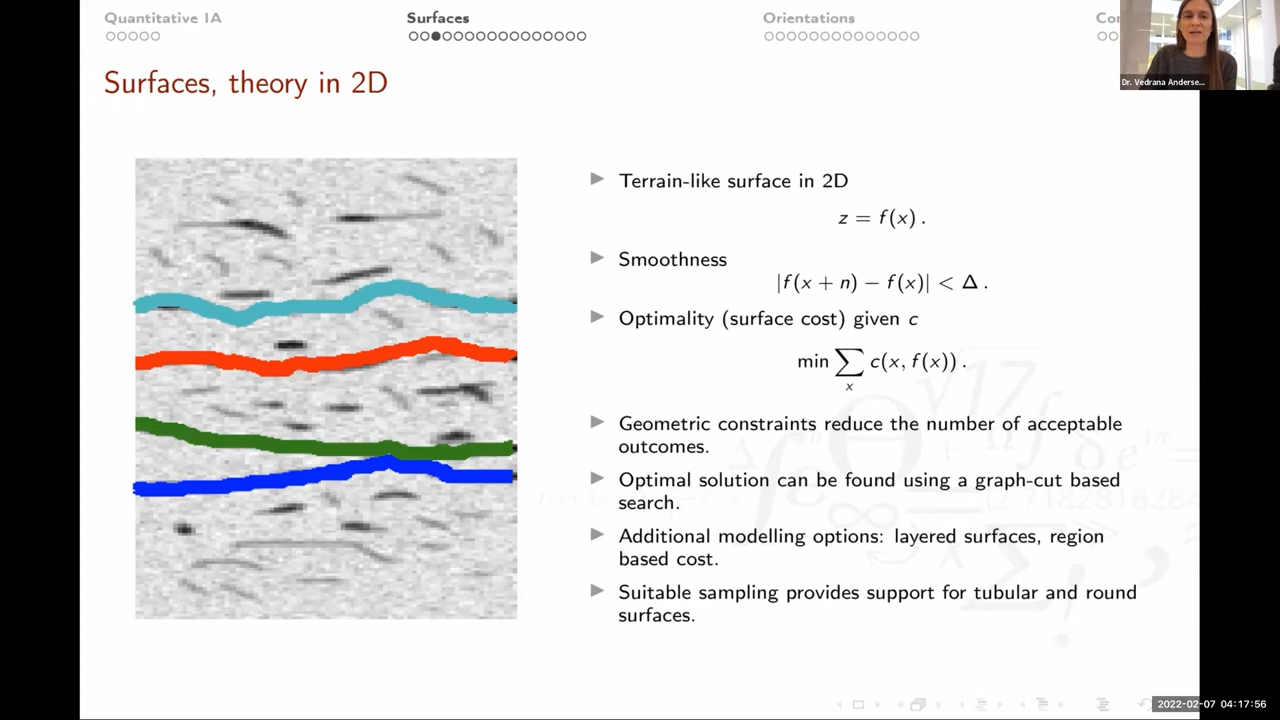 Quantitative IA
Surfaces
Orientations
Surfaces, theory in 2D
Dr. Vedrana Anderse...
Terrain-like surface in 2D
z = f(x) .
Smoothness
|f(x + n) − f(x)| < Δ .
Optimality (surface cost) given c
min ∑ c(x, f(x)) .
x
Geometric constraints reduce the number of acceptable
outcomes.
Optimal solution can be found using a graph-cut based
search.
Additional modelling options: layered surfaces, region
based cost.
Suitable sampling provides support for tubular and round
surfaces.
2022-02-07 04:17:56